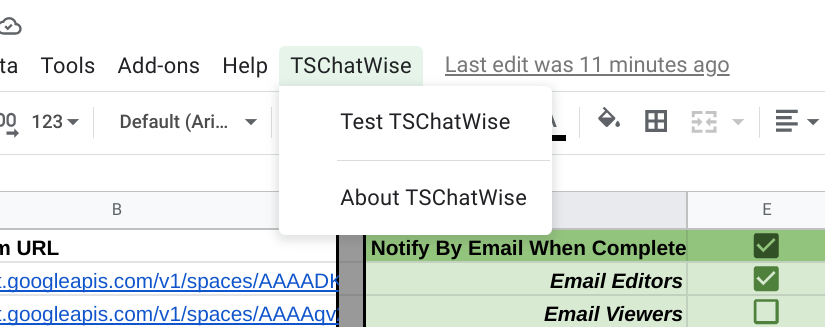 ta Tools Add-ons Help TSChatWise Last edit was 11 minutes ago
00 123 Default (Ari... A
Test TSChatWise
About TSChatWise
B E
m URL Notify By Email When Complete
t.googleapis.com/v1/spaces/AAAADK Email Editors
t.googleapis.com/v1/spaces/AAAAqv Email Viewers